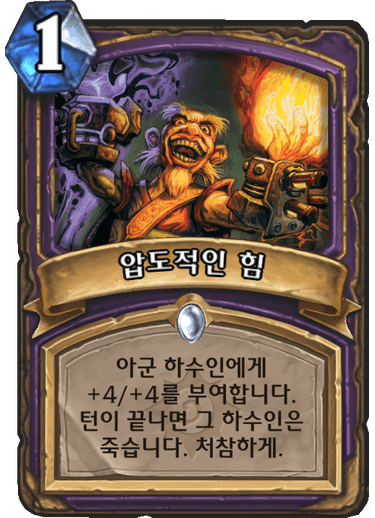 1
압도적인 힘
아군 하수인에게
+4/+4를 부여합니다.
턴이 끝나면 그 하수인은
죽습니다. 처참하게.